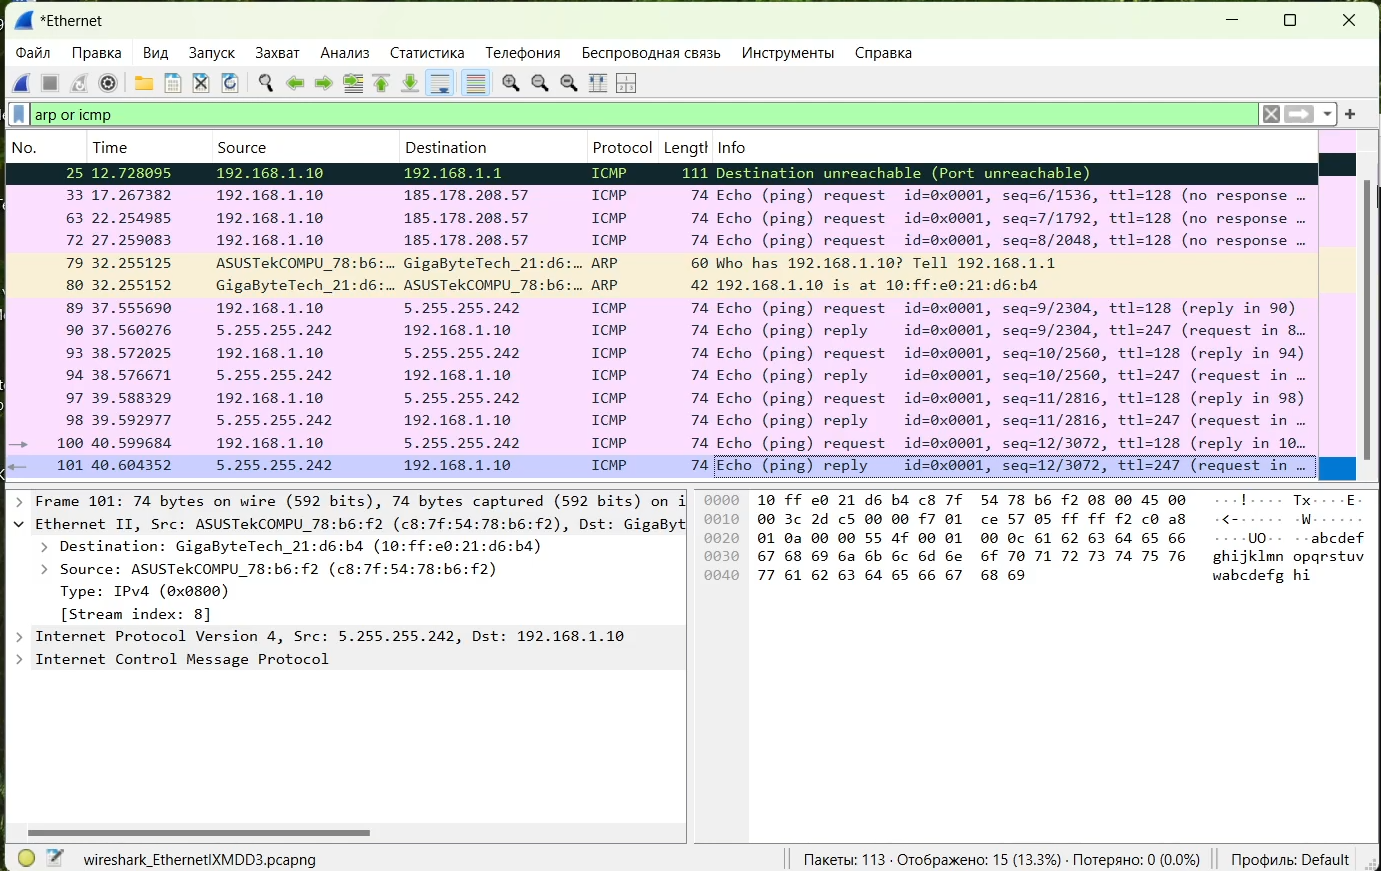 *Ethernet
Файл Правка Вид Запуск Захват Анализ Статистика Телефония Беспроводная связь Инструменты Справка
arp or icmp
No. Time Source Destination Protocol Length Info
25 12.728095 192.168.1.10 192.168.1.1 ICMP 111 Destination unreachable (Port unreachable)
33 17.267382 192.168.1.10 185.178.208.57 ICMP 74 Echo (ping) request id=0x0001, seq=6/1536, ttl=128 (no response …
63 22.254985 192.168.1.10 185.178.208.57 ICMP 74 Echo (ping) request id=0x0001, seq=7/1792, ttl=128 (no response …
72 27.259083 192.168.1.10 185.178.208.57 ICMP 74 Echo (ping) request id=0x0001, seq=8/2048, ttl=128 (no response …
79 32.255125 ASUSTekCOMPU_78:b6:… GigaByteTech_21:d6:… ARP 60 Who has 192.168.1.10? Tell 192.168.1.1
80 32.255152 GigaByteTech_21:d6:… ASUSTekCOMPU_78:b6:… ARP 42 192.168.1.10 is at 10:ff:e0:21:d6:b4
89 37.555690 192.168.1.10 5.255.255.242 ICMP 74 Echo (ping) request id=0x0001, seq=9/2304, ttl=128 (reply in 90)
90 37.560276 5.255.255.242 192.168.1.10 ICMP 74 Echo (ping) reply id=0x0001, seq=9/2304, ttl=247 (request in 8…
93 38.572025 192.168.1.10 5.255.255.242 ICMP 74 Echo (ping) request id=0x0001, seq=10/2560, ttl=128 (reply in 94)
94 38.576671 5.255.255.242 192.168.1.10 ICMP 74 Echo (ping) reply id=0x0001, seq=10/2560, ttl=247 (request in …
97 39.588329 192.168.1.10 5.255.255.242 ICMP 74 Echo (ping) request id=0x0001, seq=11/2816, ttl=128 (reply in 98)
98 39.592977 5.255.255.242 192.168.1.10 ICMP 74 Echo (ping) reply id=0x0001, seq=11/2816, ttl=247 (request in …
100 40.599684 192.168.1.10 5.255.255.242 ICMP 74 Echo (ping) request id=0x0001, seq=12/3072, ttl=128 (reply in 10…
101 40.604352 5.255.255.242 192.168.1.10 ICMP 74 Echo (ping) reply id=0x0001, seq=12/3072, ttl=247 (request in …
Frame 101: 74 bytes on wire (592 bits), 74 bytes captured (592 bits) on i
Ethernet II, Src: ASUSTekCOMPU_78:b6:f2 (c8:7f:54:78:b6:f2), Dst: GigaByt
Destination: GigaByteTech_21:d6:b4 (10:ff:e0:21:d6:b4)
Source: ASUSTekCOMPU_78:b6:f2 (c8:7f:54:78:b6:f2)
Type: IPv4 (0x0800)
[Stream index: 8]
Internet Protocol Version 4, Src: 5.255.255.242, Dst: 192.168.1.10
Internet Control Message Protocol
0000 10 ff e0 21 d6 b4 c8 7f 54 78 b6 f2 08 00 45 00 ···!···· Tx····E·
0010 00 3c 2d c5 00 00 f7 01 ce 57 05 ff ff f2 c0 a8 ·<-····· ·W······
0020 01 0a 00 00 55 4f 00 01 00 0c 61 62 63 64 65 66 ····UO·· ··abcdef
0030 67 68 69 6a 6b 6c 6d 6e 6f 70 71 72 73 74 75 76 ghijklmn opqrstuv
0040 77 61 62 63 64 65 66 67 68 69 wabcdefg hi
wireshark_EthernetIXMDD3.pcapng Пакеты: 113 · Отображено: 15 (13.3%) · Потеряно: 0 (0.0%) Профиль: Default